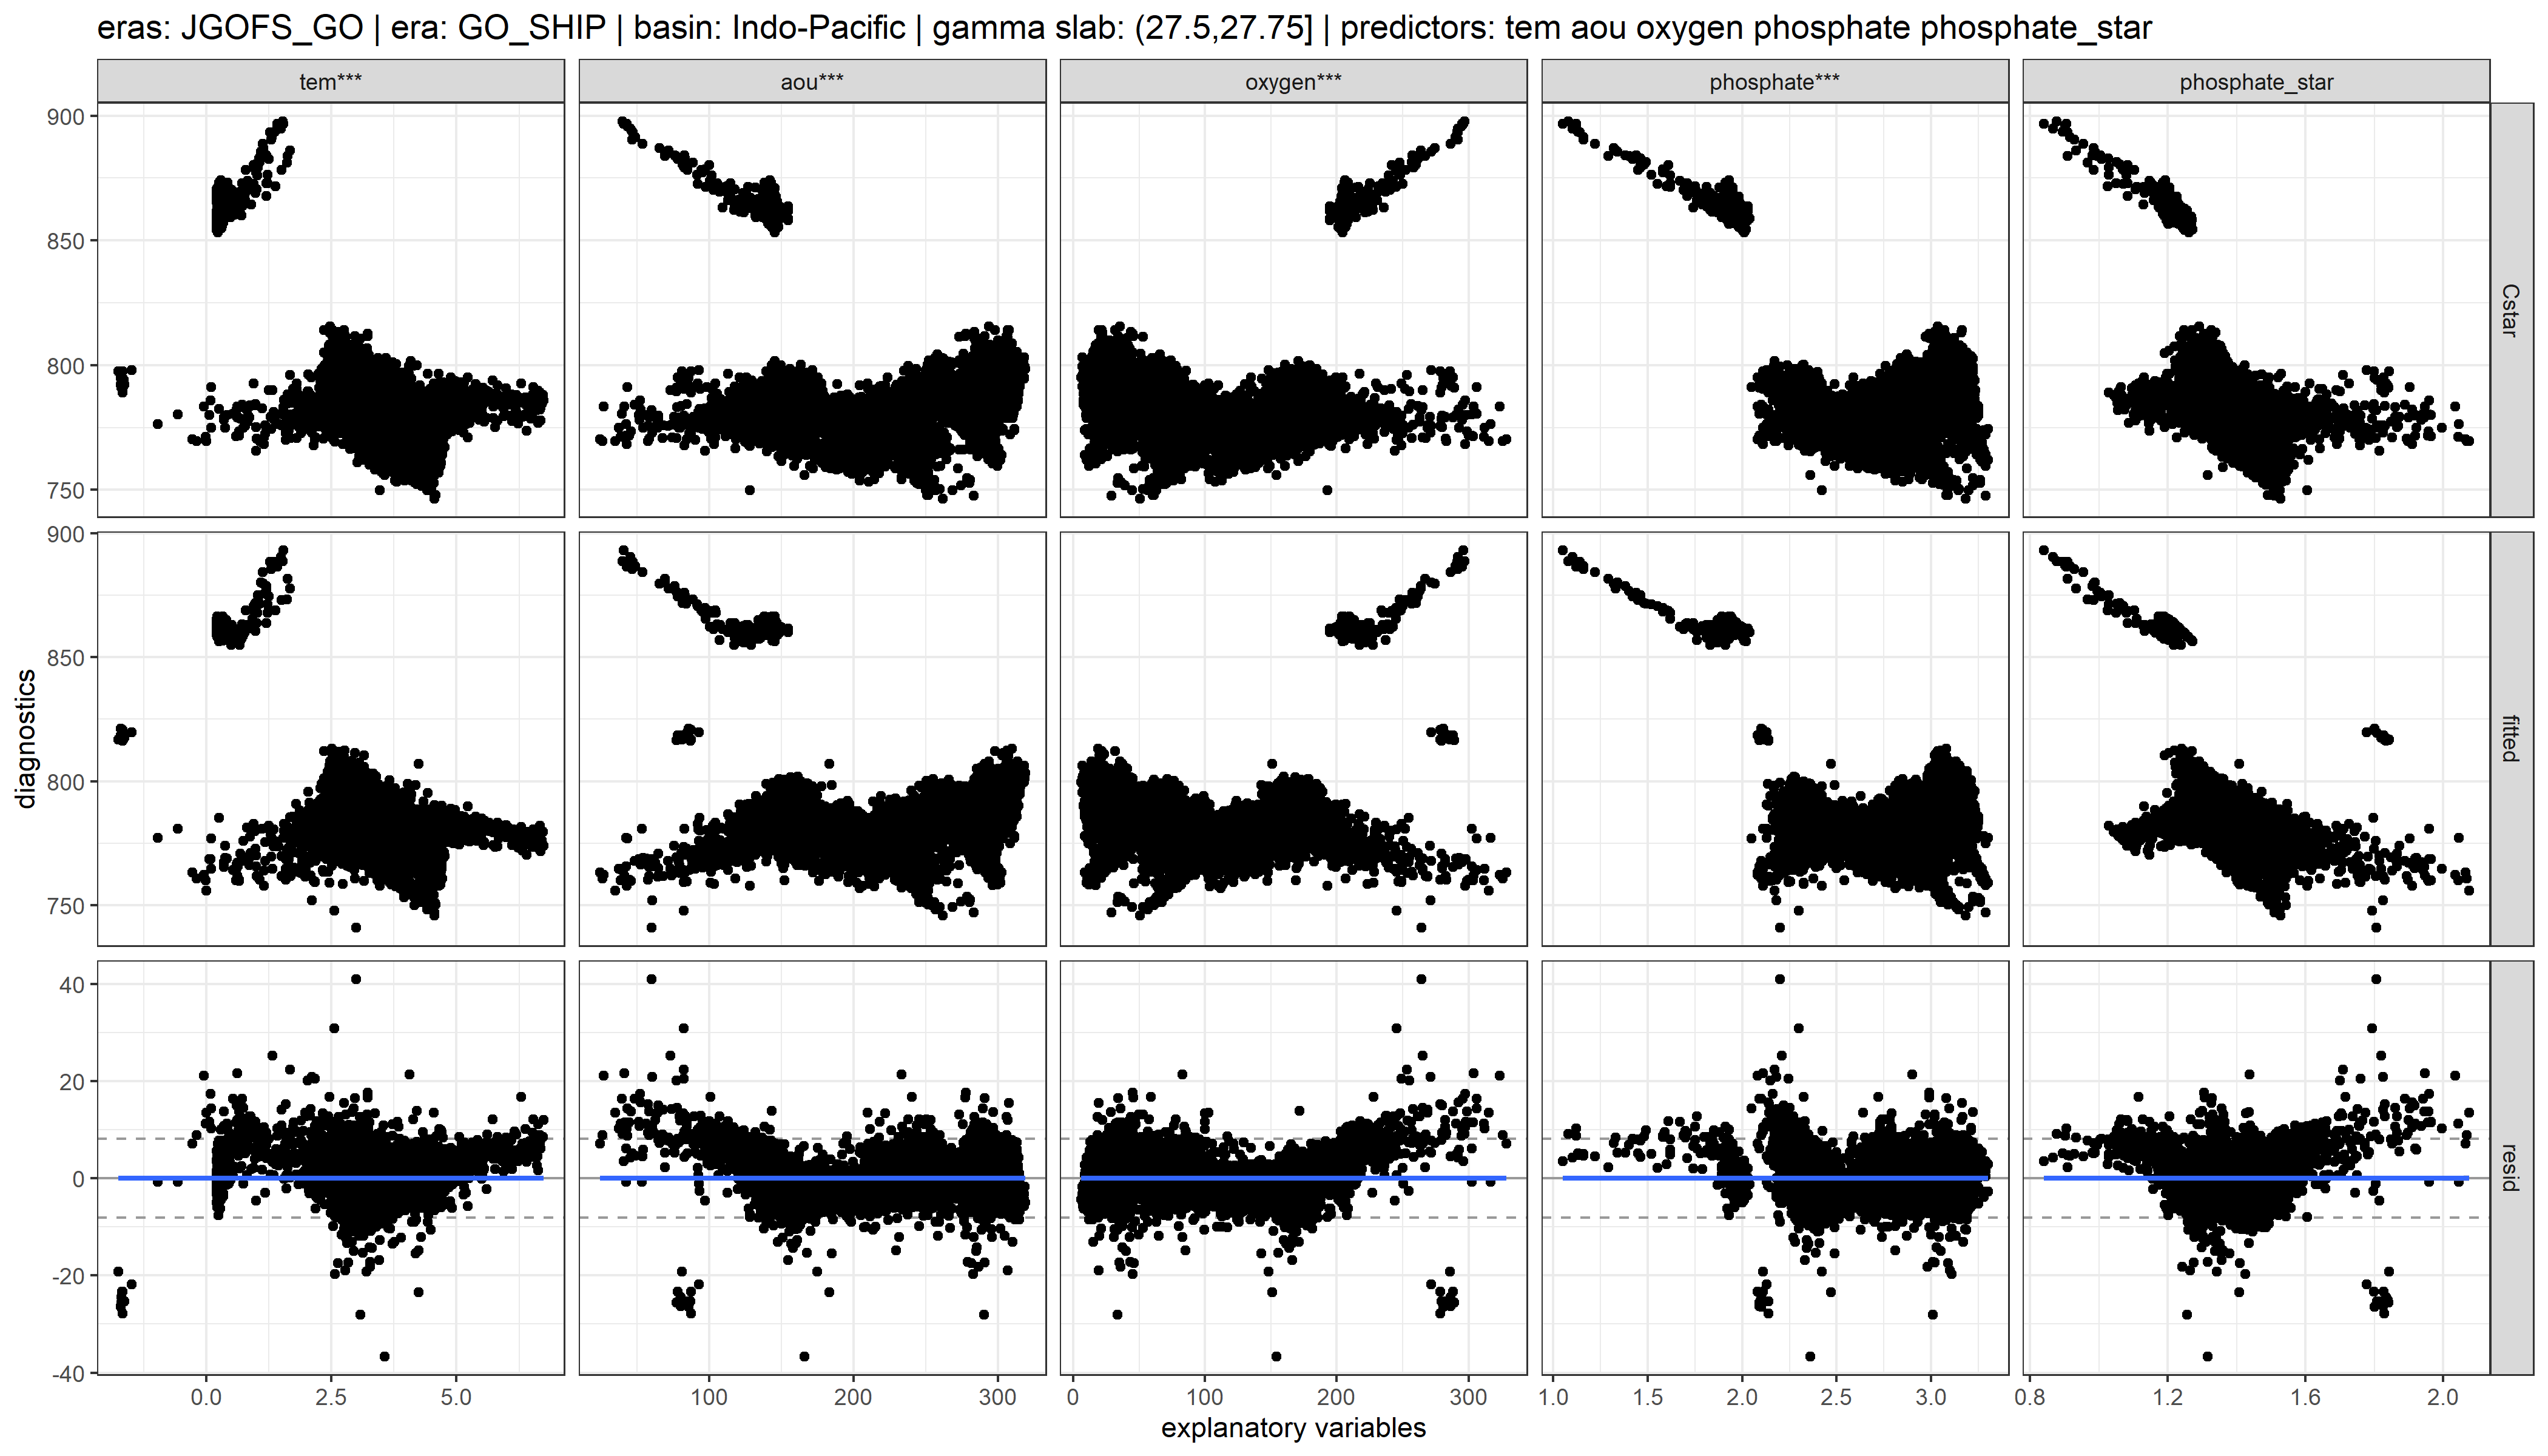 eras: JGOFS_GO | era: GO_SHIP | basin: Indo-Pacific | gamma slab: (27.5,27.75] | predictors: tem aou oxygen phosphate phosphate_star
tem*** aou*** oxygen*** phosphate*** phosphate_star
900
850
800
750
Cstar
900
850
800
750
fitted
diagnostics
40
20
0
-20
-40
resid
0.0 2.5 5.0 100 200 300 0 100 200 300 1.0 1.5 2.0 2.5 3.0 0.8 1.2 1.6 2.0
explanatory variables